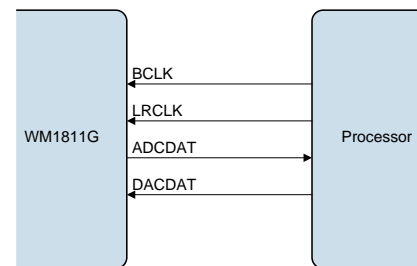 BCLK
LRCLK
WM1811G
Processor
ADCDAT
DACDAT